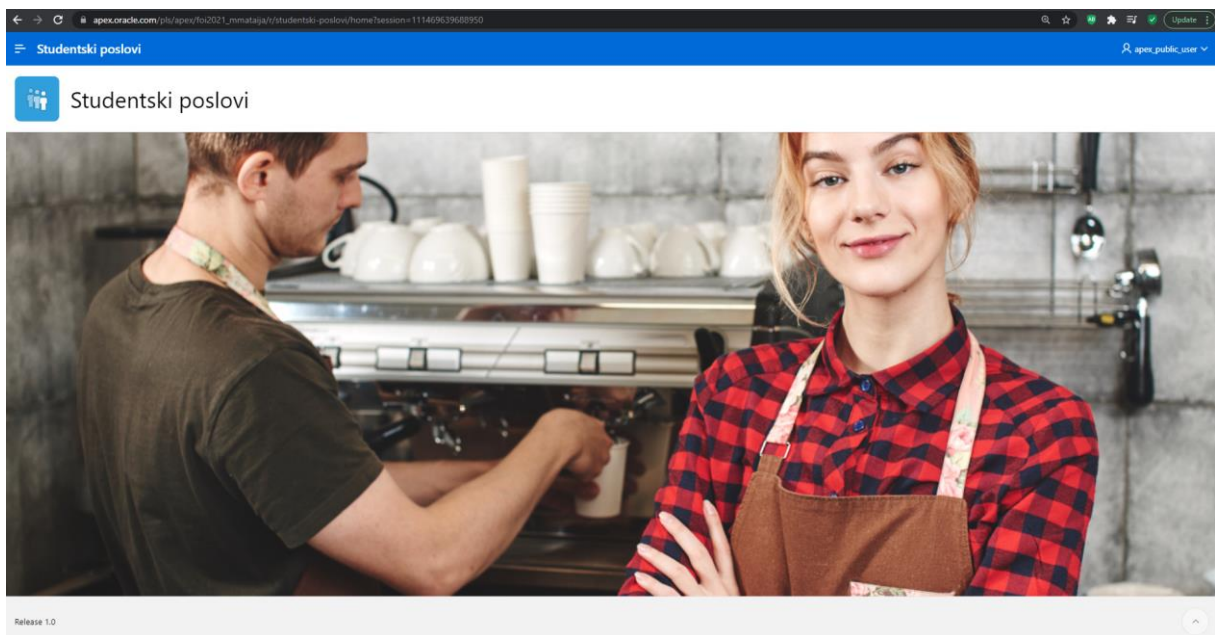 apex.oracle.com/pls/apex/foi2021_mmataija/r/studentski-poslovi/home?session=111469639688950
Update
Studentski poslovi
apex_public_user
Studentski poslovi
Release 1.0